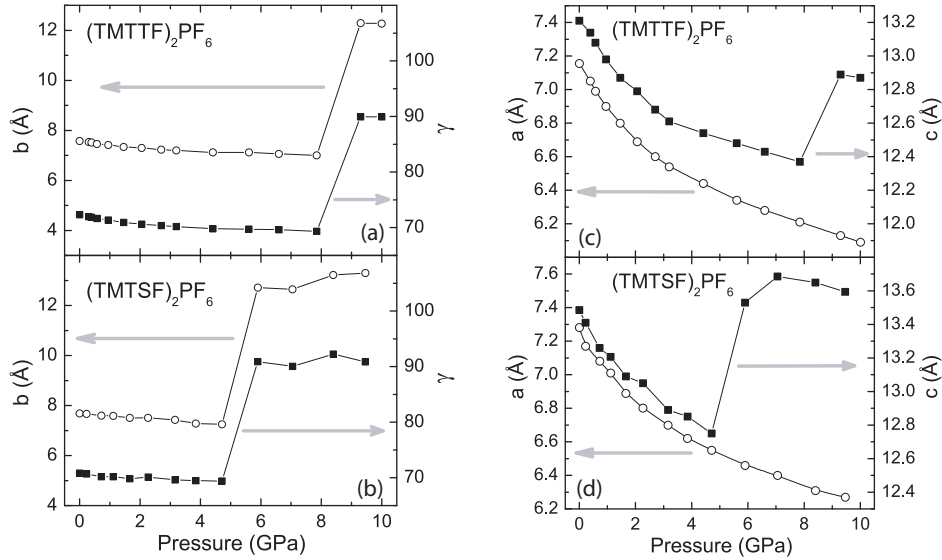 (a)
(TMTTF)₂PF₆
b (Å)
12
10
8
6
4
γ
100
90
80
70
(b)
(TMTSF)₂PF₆
b (Å)
12
10
8
6
4
γ
100
90
80
70
0 2 4 6 8 10
Pressure (GPa)
(c)
(TMTTF)₂PF₆
a (Å)
7.4
7.2
7.0
6.8
6.6
6.4
6.2
c (Å)
13.2
13.0
12.8
12.6
12.4
12.2
12.0
(d)
(TMTSF)₂PF₆
a (Å)
7.6
7.4
7.2
7.0
6.8
6.6
6.4
6.2
c (Å)
13.6
13.4
13.2
13.0
12.8
12.6
12.4
0 2 4 6 8 10
Pressure (GPa)